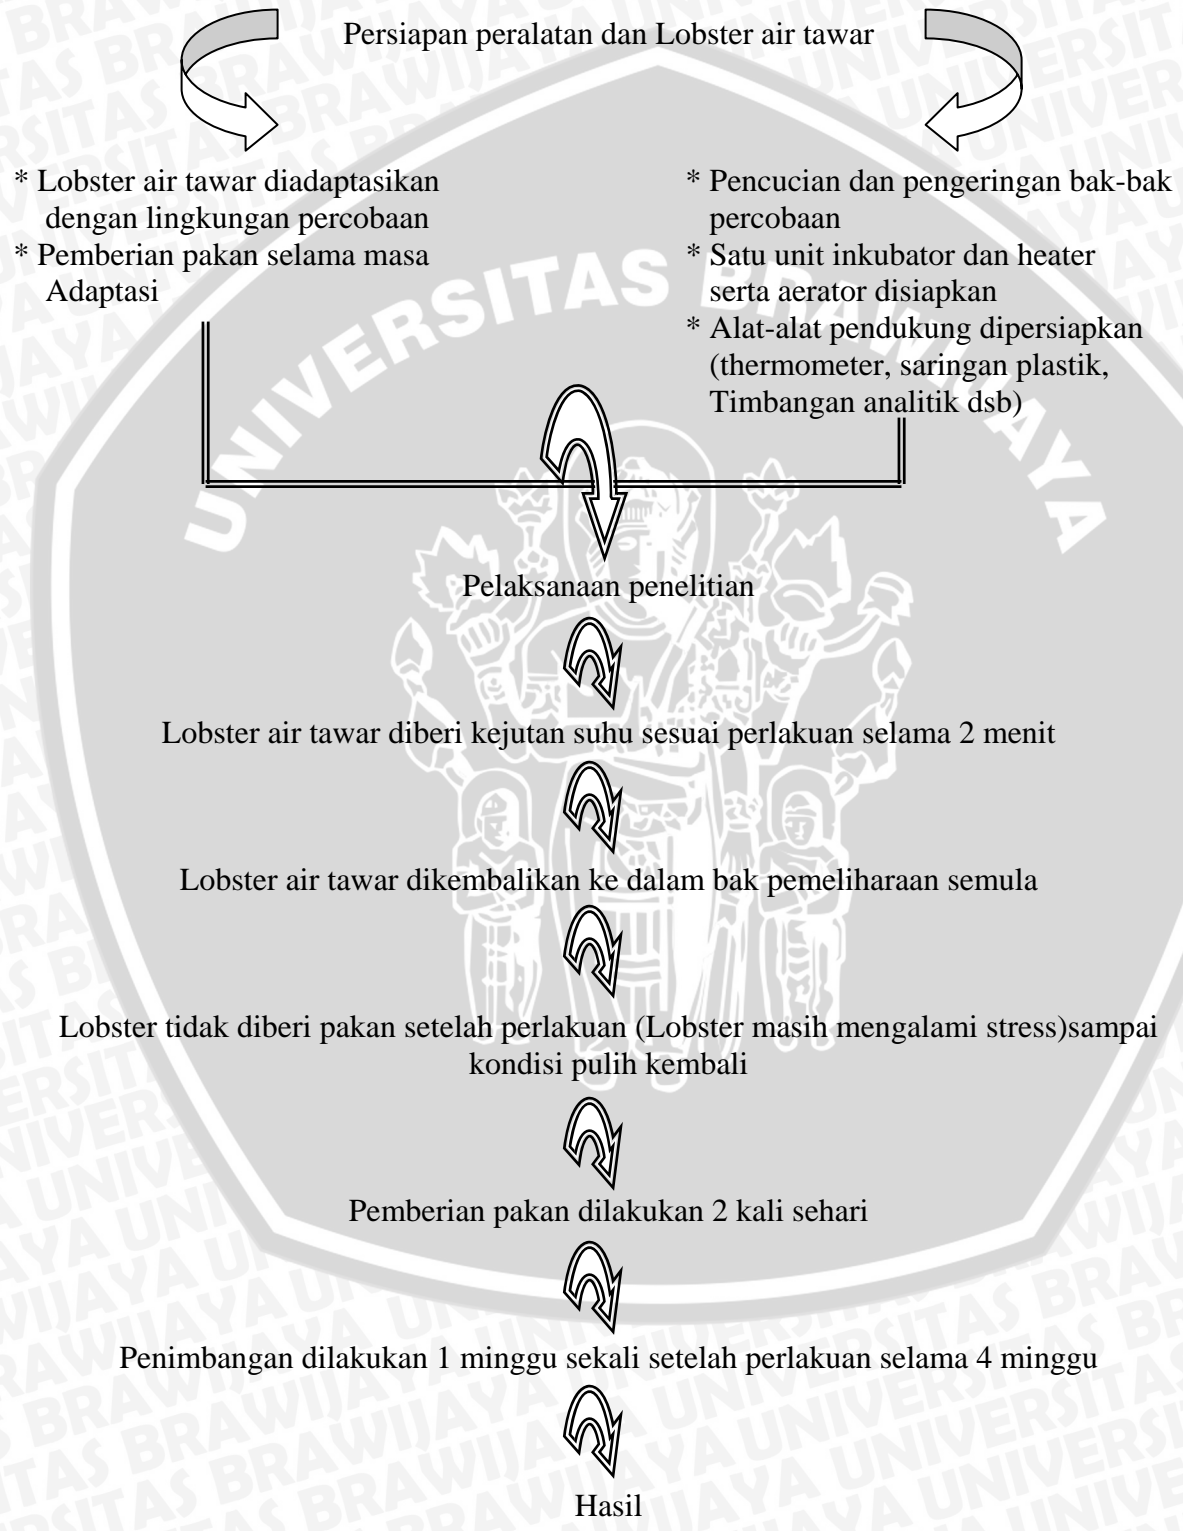 Persiapan peralatan dan Lobster air tawar
* Lobster air tawar diadaptasikan
dengan lingkungan percobaan
* Pemberian pakan selama masa
Adaptasi
* Pencucian dan pengeringan bak-bak
percobaan
* Satu unit inkubator dan heater
serta aerator disiapkan
* Alat-alat pendukung dipersiapkan
(thermometer, saringan plastik,
Timbangan analitik dsb)
UNIVERSITAS BRAWIJAYA
Pelaksanaan penelitian
Lobster air tawar diberi kejutan suhu sesuai perlakuan selama 2 menit
Lobster air tawar dikembalikan ke dalam bak pemeliharaan semula
Lobster tidak diberi pakan setelah perlakuan (Lobster masih mengalami stress)sampai
kondisi pulih kembali
Pemberian pakan dilakukan 2 kali sehari
Penimbangan dilakukan 1 minggu sekali setelah perlakuan selama 4 minggu
Hasil